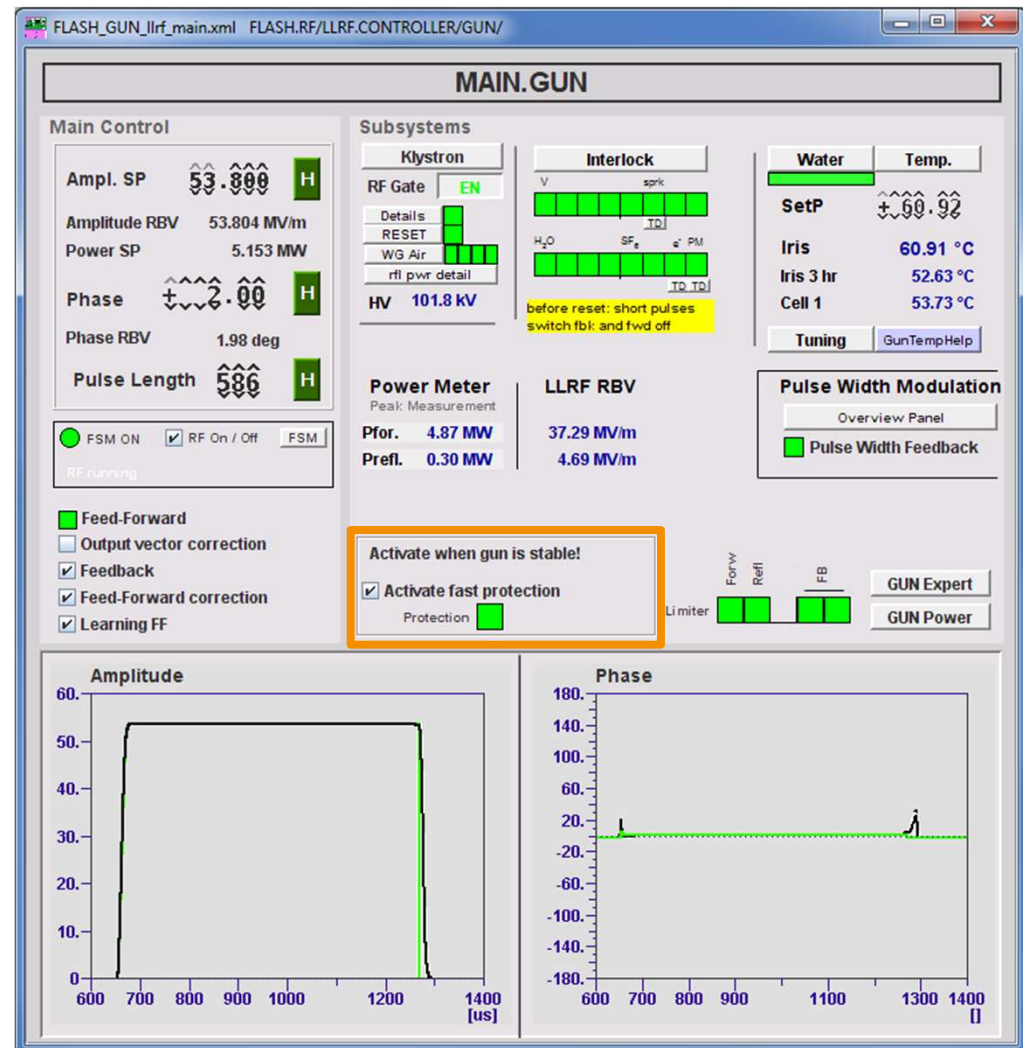 FLASH_GUN_llrf_main.xml FLASH.RF/LLRF.CONTROLLER/GUN/
MAIN.GUN
Main Control
Ampl. SP 53.800 H
Amplitude RBV 53.804 MV/m
Power SP 5.153 MW
Phase ± 2.00 H
Phase RBV 1.98 deg
Pulse Length 586 H
FSM ON RF On / Off FSM
RF running
Feed-Forward
Output vector correction
Feedback
Feed-Forward correction
Learning FF
Subsystems
Klystron
RF Gate EN
Details
RESET
WG Air
rfl pwr detail
HV 101.8 kV
Interlock
V sprk
TD
H2O SF6 e- PM
TD TD
before reset: short pulses
switch fbk and fwd off
Water Temp.
SetP ± 60.92
Iris 60.91 °C
Iris 3 hr 52.63 °C
Cell 1 53.73 °C
Tuning GunTempHelp
Power Meter LLRF RBV
Peak Measurement
Pfor. 4.87 MW 37.29 MV/m
Prefl. 0.30 MW 4.69 MV/m
Pulse Width Modulation
Overview Panel
Pulse Width Feedback
Activate when gun is stable!
Activate fast protection
Protection
Forw Refl FB
Limiter
GUN Expert
GUN Power
Amplitude
60.
50.
40.
30.
20.
10.
0
600 700 800 900 1000 1200 1400
[us]
Phase
180.
140.
100.
60.
20.
-20.
-60.
-100.
-140.
-180.
600 700 800 900 1100 1300 1400
[]